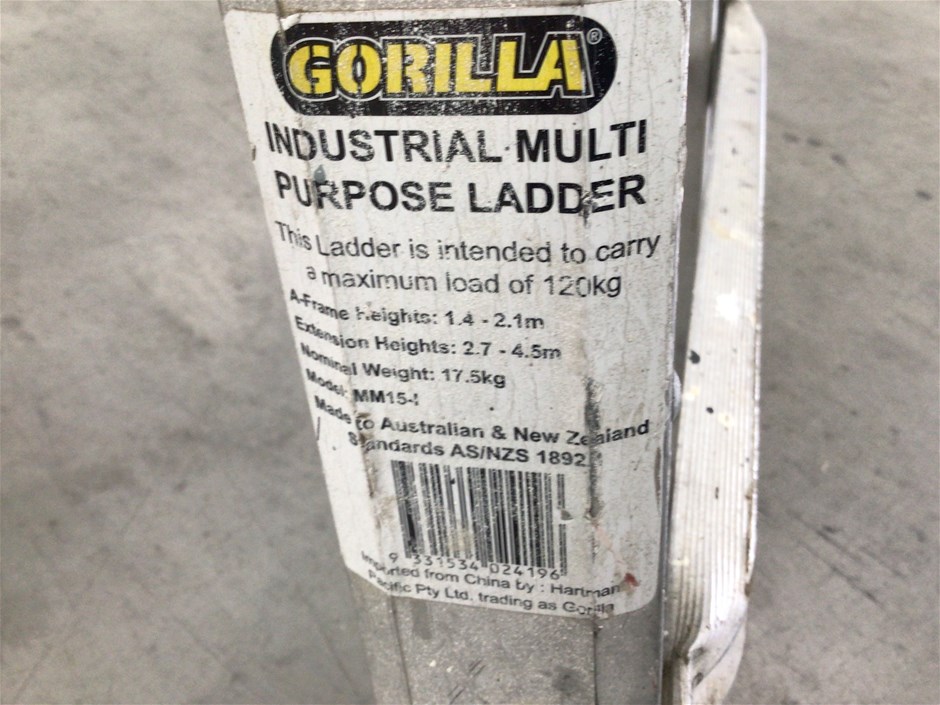 GORILLA®
INDUSTRIAL MULTI
PURPOSE LADDER
This Ladder is intended to carry
a maximum load of 120kg
A-Frame Heights: 1.4 - 2.1m
Extension Heights: 2.7 - 4.5m
Nominal Weight: 17.5kg
Model: MM15-I
Made to Australian & New Zealand
Standards AS/NZS 1892
9 331534 024196
Imported from China by : Hartman
Pacific Pty Ltd. trading as Gorilla